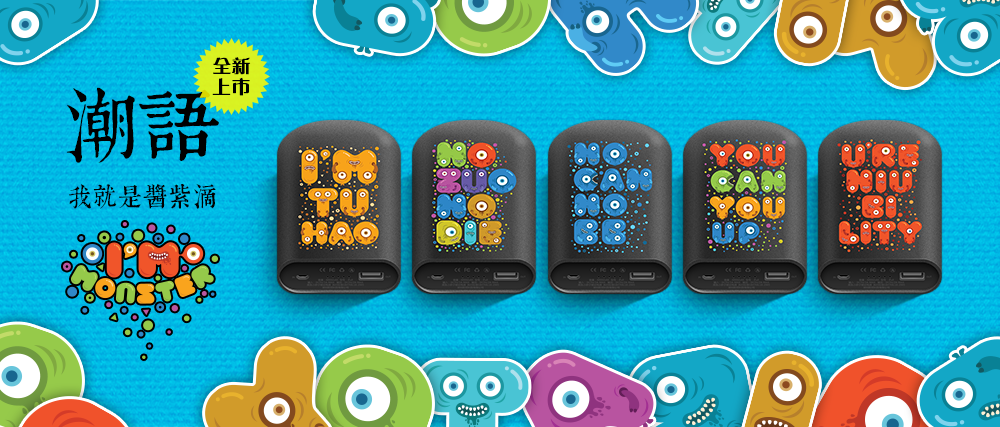 全新
上市
潮語
我就是醬紫滴
I'M
MONSTER
I'M
TU
HAO
NO
ZUO
NO
DIE
NO
CAN
NO
BB
YOU
CAN
YOU
UP
URE
NIU
BI
LITY